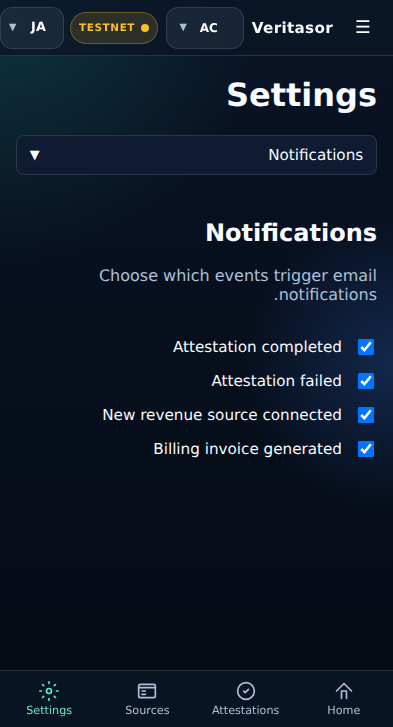 Veritasor
AC
TESTNET
JA
Settings
Notifications
Notifications
Choose which events trigger email
.notifications
Attestation completed
Attestation failed
New revenue source connected
Billing invoice generated
Home
Attestations
Sources
Settings